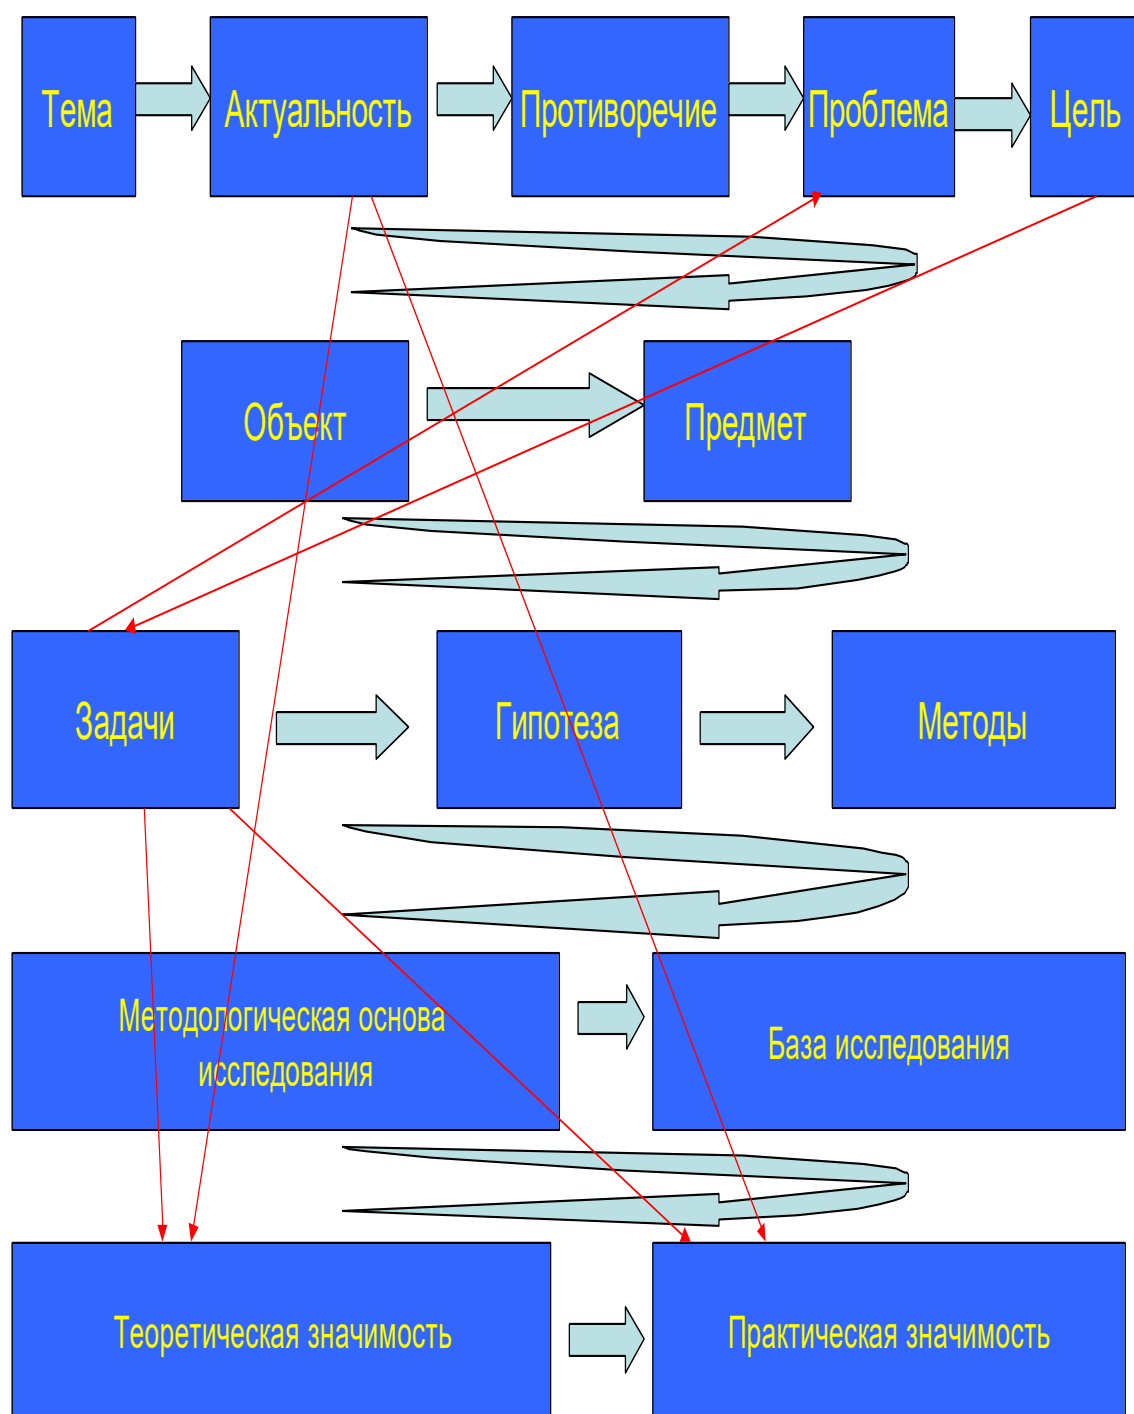 Тема
Актуальность
Противоречие
Проблема
Цель
Объект
Предмет
Задачи
Гипотеза
Методы
Методологическая основа
исследования
База исследования
Теоретическая значимость
Практическая значимость